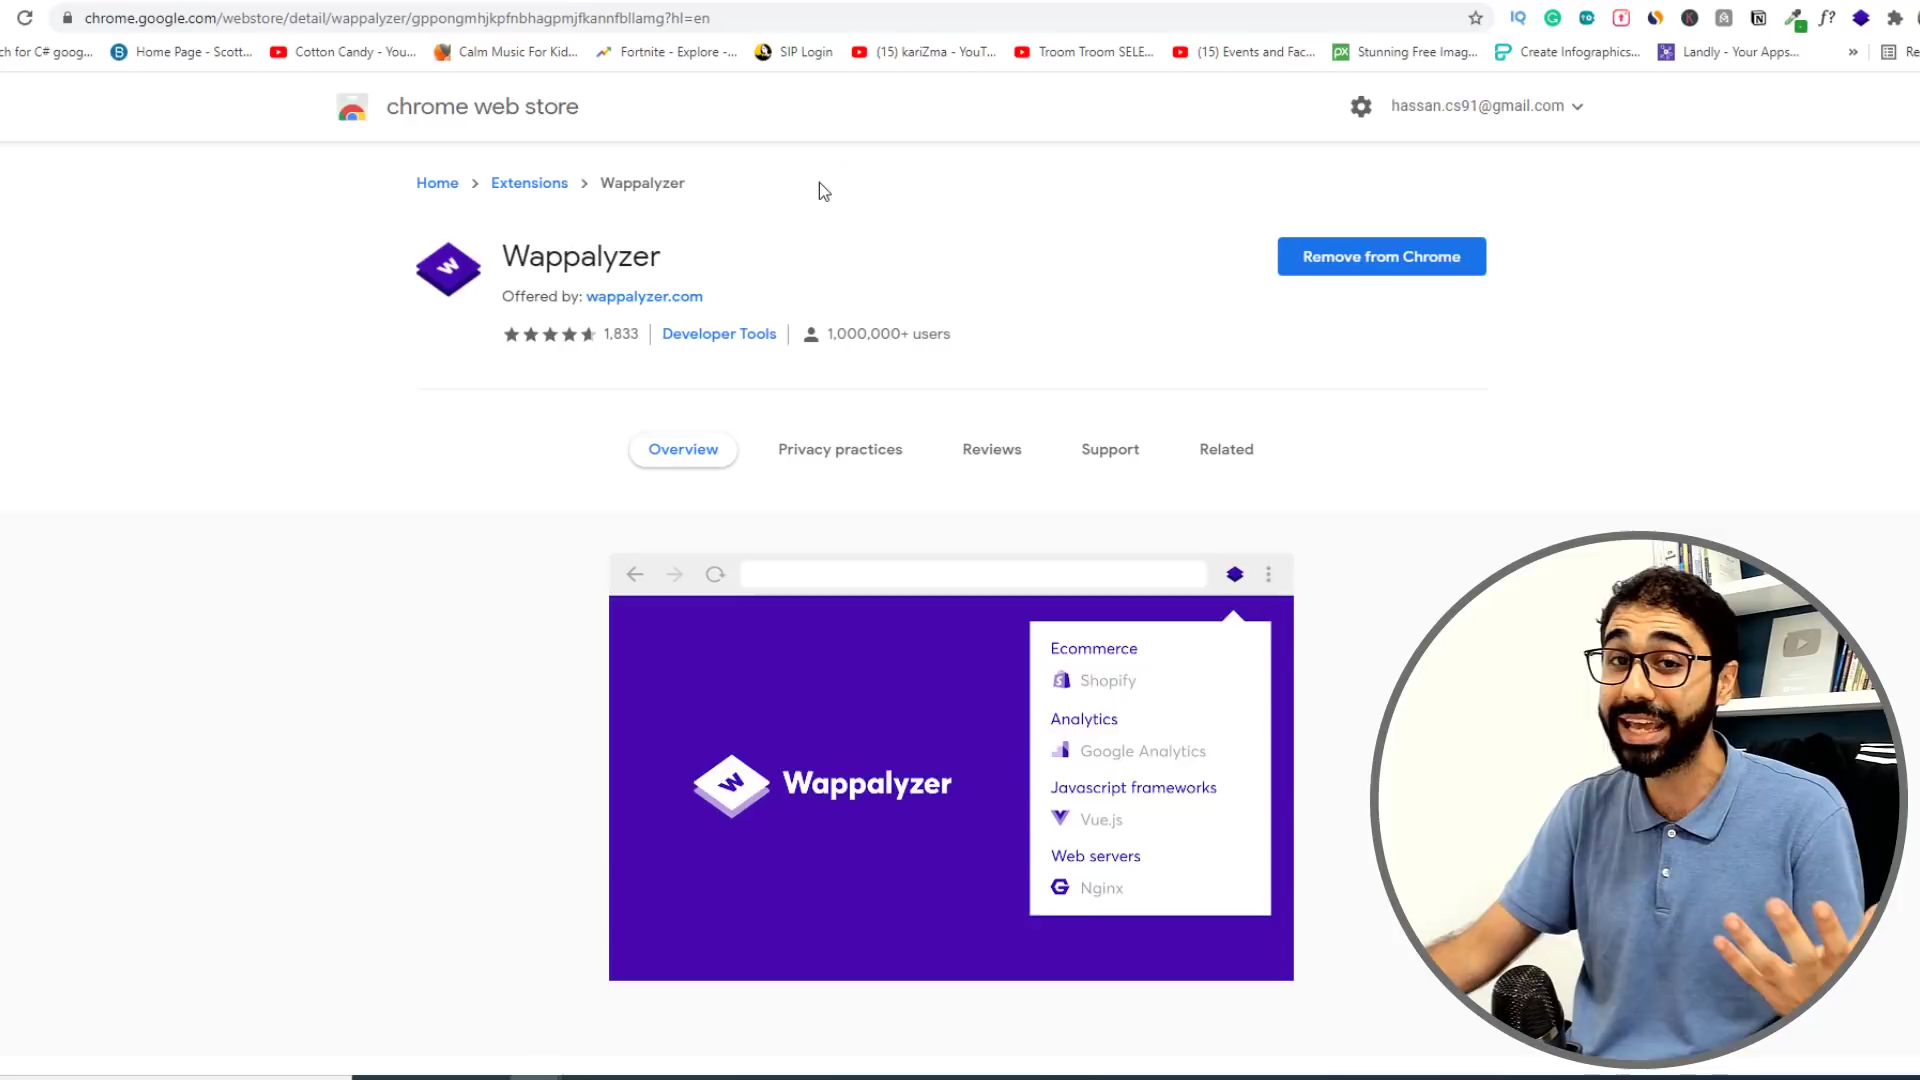 chrome.google.com/webstore/detail/wappalyzer/gppongmhjkpfnbhagpmjfkannfbllamg?hl=en
IQ
f?
ch for C# goog...
Home Page - Scott...
Cotton Candy - You...
Calm Music For Kid...
Fortnite - Explore -...
SIP Login
(15) kariZma - YouT...
Troom Troom SELE...
(15) Events and Fac...
Stunning Free Imag...
Create Infographics...
Landly - Your Apps...
»
Re
chrome web store
hassan.cs91@gmail.com
Home > Extensions > Wappalyzer
Wappalyzer
Remove from Chrome
Offered by: wappalyzer.com
1,833 | Developer Tools | 1,000,000+ users
Overview
Privacy practices
Reviews
Support
Related
Ecommerce
Shopify
Analytics
Google Analytics
Javascript frameworks
W Wappalyzer
Vue.js
Web servers
Nginx